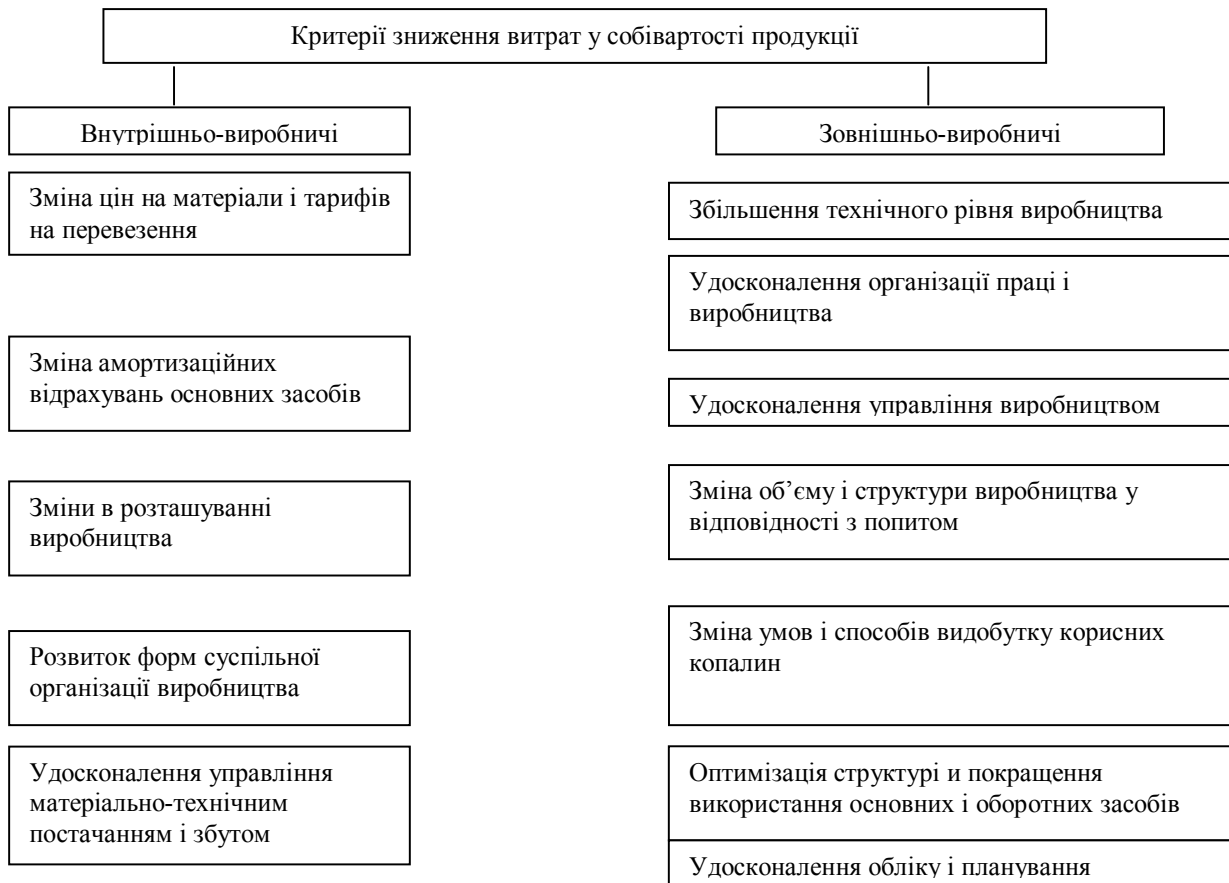 Критерії зниження витрат у собівартості продукції
Внутрішньо-виробничі
Зміна цін на матеріали і тарифів
на перевезення
Зміна амортизаційних
відрахувань основних засобів
Зміни в розташуванні
виробництва
Розвиток форм суспільної
організації виробництва
Удосконалення управління
матеріально-технічним
постачанням і збутом
Зовнішньо-виробничі
Збільшення технічного рівня виробництва
Удосконалення організації праці і
виробництва
Удосконалення управління виробництвом
Зміна об’єму і структури виробництва у
відповідності з попитом
Зміна умов і способів видобутку корисних
копалин
Оптимізація структурі и покращення
використання основних і оборотних засобів
Удосконалення обліку і планування